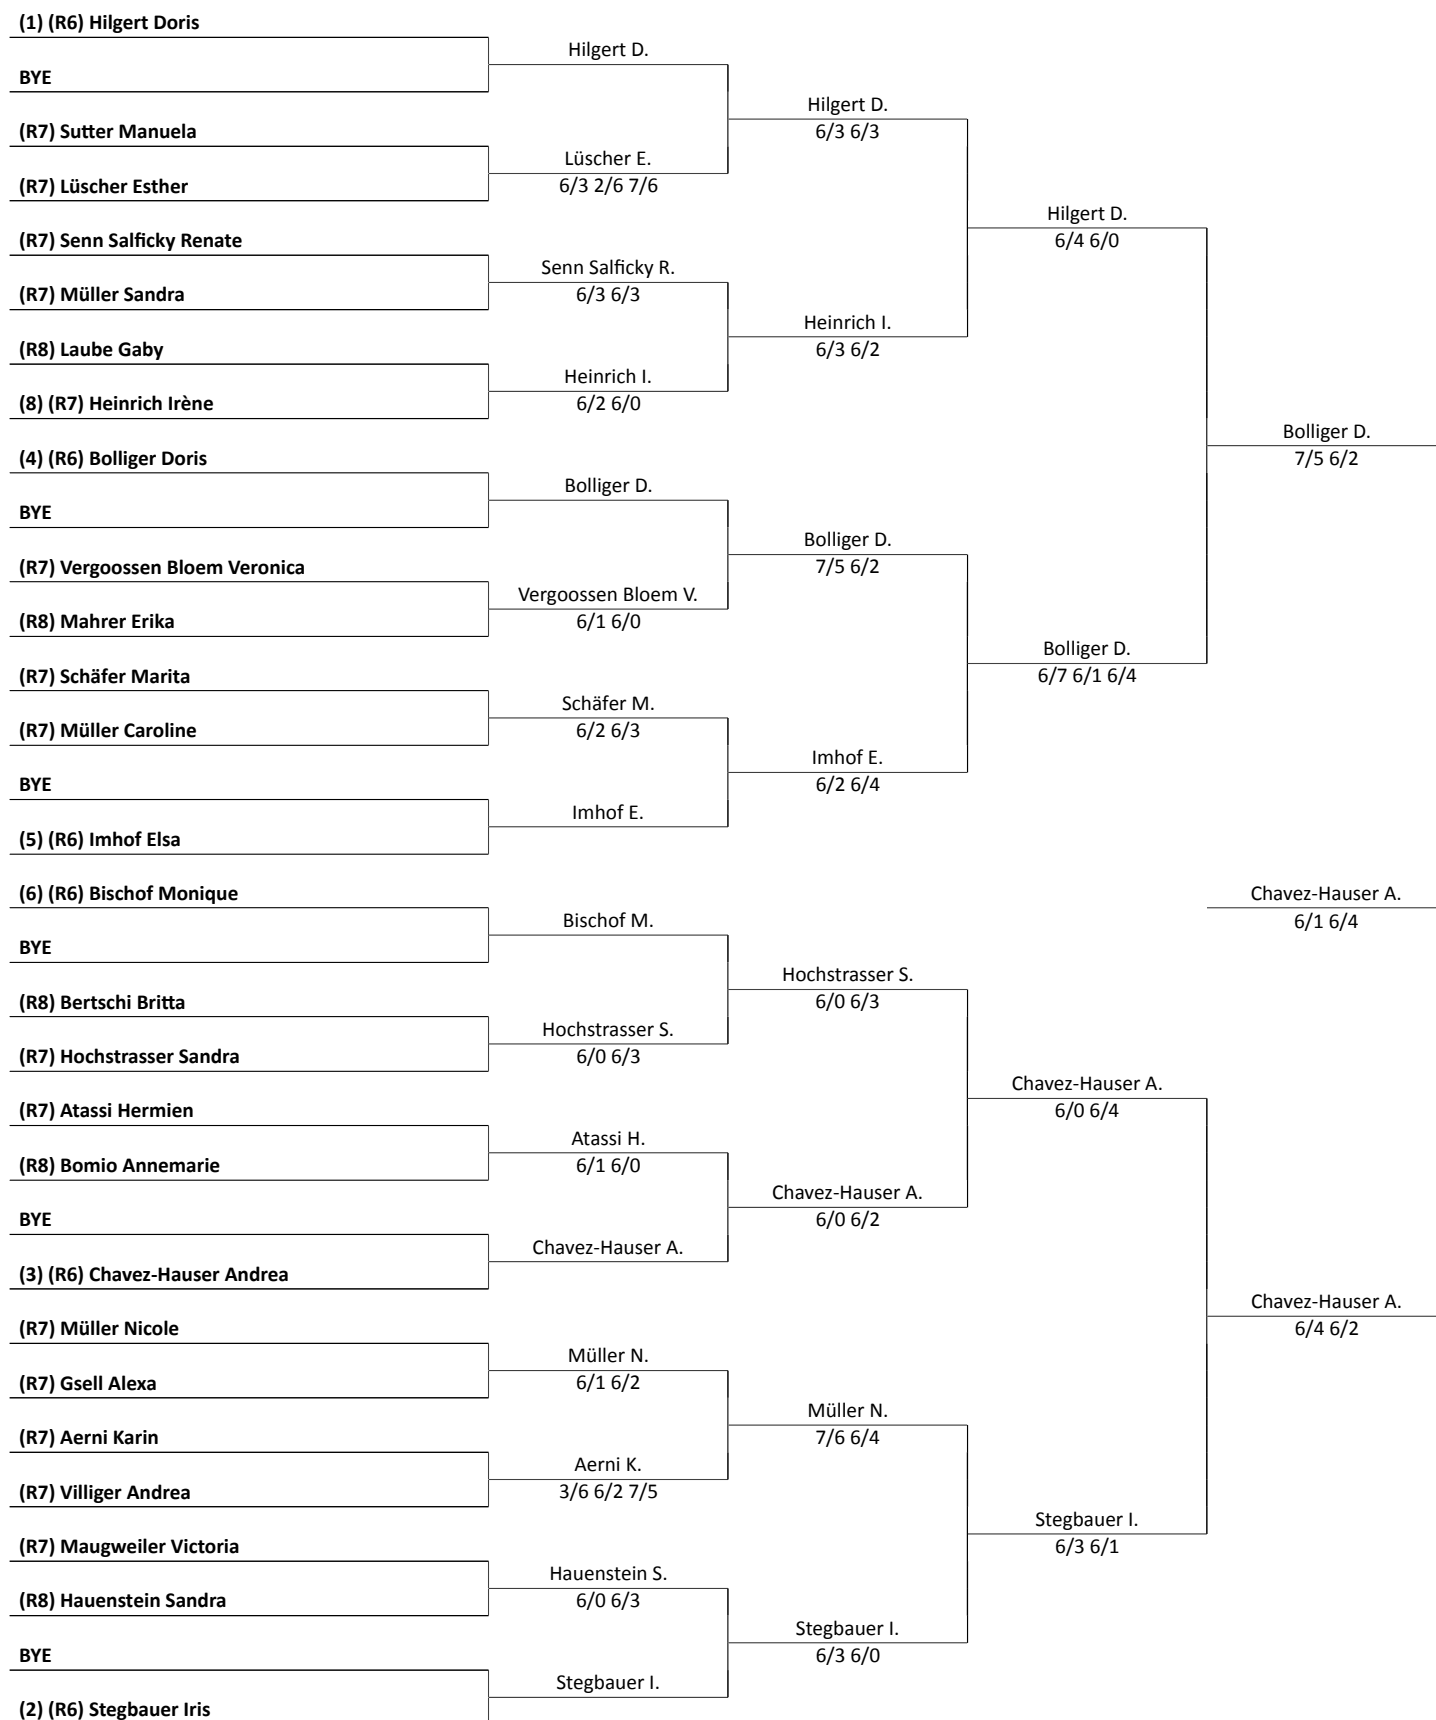 (1) (R6) Hilgert Doris
BYE
(R7) Sutter Manuela
(R7) Lüscher Esther
(R7) Senn Salficky Renate
(R7) Müller Sandra
(R8) Laube Gaby
(8) (R7) Heinrich Irène
(4) (R6) Bolliger Doris
BYE
(R7) Vergoossen Bloem Veronica
(R8) Mahrer Erika
(R7) Schäfer Marita
(R7) Müller Caroline
BYE
(5) (R6) Imhof Elsa
(6) (R6) Bischof Monique
BYE
(R8) Bertschi Britta
(R7) Hochstrasser Sandra
(R7) Atassi Hermien
(R8) Bomio Annemarie
BYE
(3) (R6) Chavez-Hauser Andrea
(R7) Müller Nicole
(R7) Gsell Alexa
(R7) Aerni Karin
(R7) Villiger Andrea
(R7) Maugweiler Victoria
(R8) Hauenstein Sandra
BYE
(2) (R6) Stegbauer Iris
Hilgert D.
Lüscher E.
6/3 2/6 7/6
Senn Salficky R.
6/3 6/3
Heinrich I.
6/2 6/0
Bolliger D.
Vergoossen Bloem V.
6/1 6/0
Schäfer M.
6/2 6/3
Imhof E.
Bischof M.
Hochstrasser S.
6/0 6/3
Atassi H.
6/1 6/0
Chavez-Hauser A.
Müller N.
6/1 6/2
Aerni K.
3/6 6/2 7/5
Hauenstein S.
6/0 6/3
Stegbauer I.
Hilgert D.
6/3 6/3
Heinrich I.
6/3 6/2
Bolliger D.
7/5 6/2
Imhof E.
6/2 6/4
Hochstrasser S.
6/0 6/3
Chavez-Hauser A.
6/0 6/2
Müller N.
7/6 6/4
Stegbauer I.
6/3 6/0
Hilgert D.
6/4 6/0
Bolliger D.
6/7 6/1 6/4
Chavez-Hauser A.
6/0 6/4
Stegbauer I.
6/3 6/1
Bolliger D.
7/5 6/2
Chavez-Hauser A.
6/1 6/4
Chavez-Hauser A.
6/4 6/2